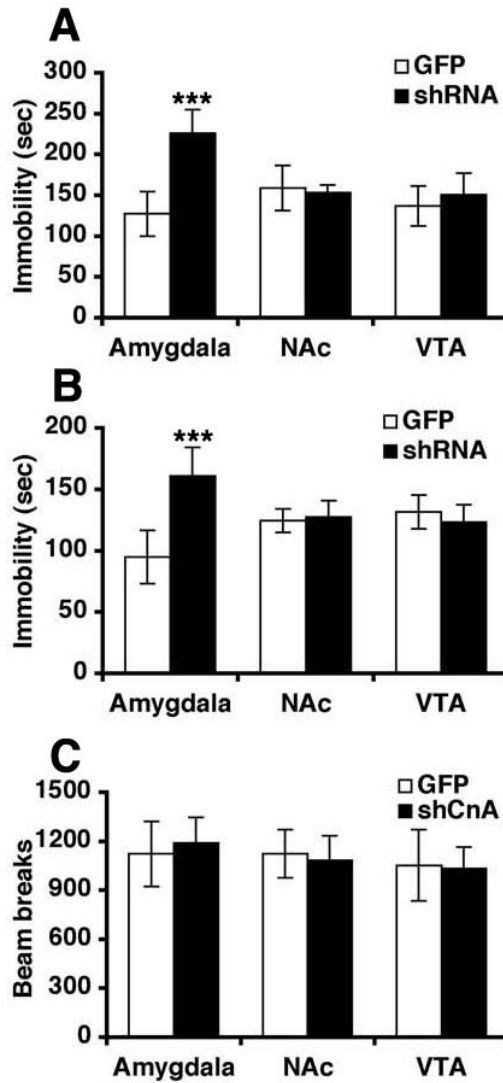 A
GFP
shRNA
Immobility (sec)
300
250
200
150
100
50
0
***
Amygdala NAc VTA
B
GFP
shRNA
Immobility (sec)
200
150
100
50
0
***
Amygdala NAc VTA
C
GFP
shCnA
Beam breaks
1500
1200
900
600
300
0
Amygdala NAc VTA